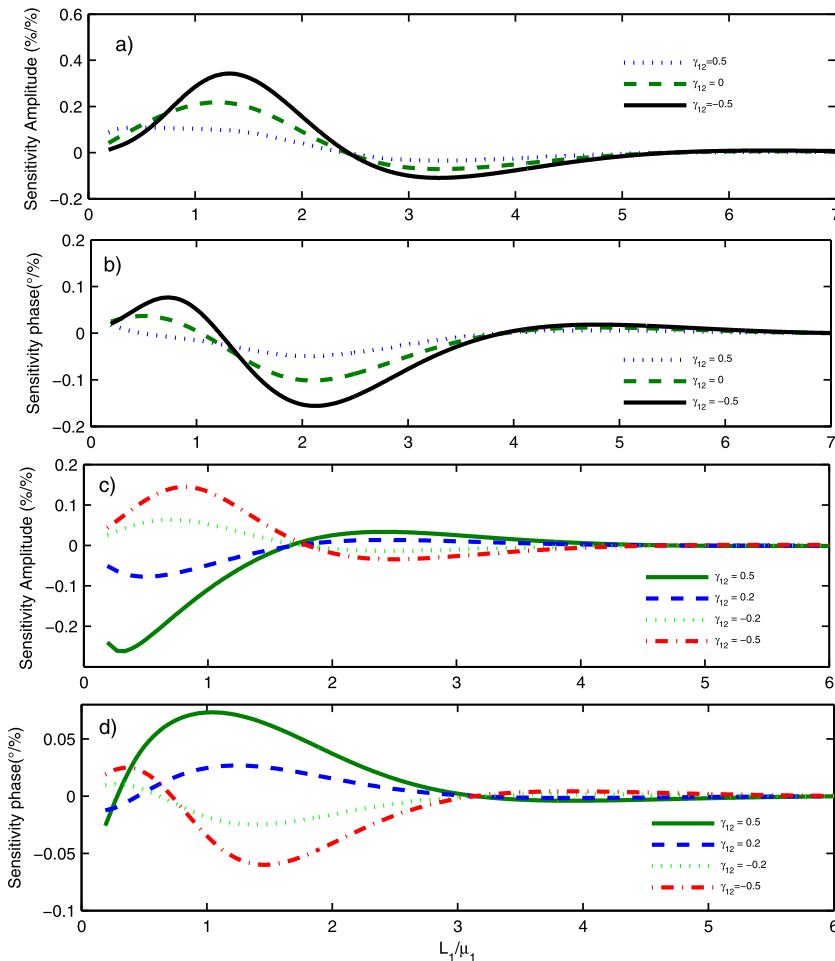 a)
Sensitivity Amplitude (%/%)
0.6
0.4
0.2
0
−0.2
γ12=0.5
γ12 = 0
γ12=−0.5
0 1 2 3 4 5 6 7
b)
Sensitivity phase(°/%)
0.2
0.1
0
−0.1
−0.2
γ12 = 0.5
γ12 = 0
γ12 = −0.5
0 1 2 3 4 5 6 7
c)
Sensitivity Amplitude (%/%)
0.2
0.1
0
−0.1
−0.2
γ12 = 0.5
γ12 = 0.2
γ12 = −0.2
γ12 = −0.5
0 1 2 3 4 5 6
d)
Sensitivity phase(°/%)
0.05
0
−0.05
−0.1
γ12 = 0.5
γ12 = 0.2
γ12 = −0.2
γ12=−0.5
0 1 2 3 4 5 6
L1/μ1